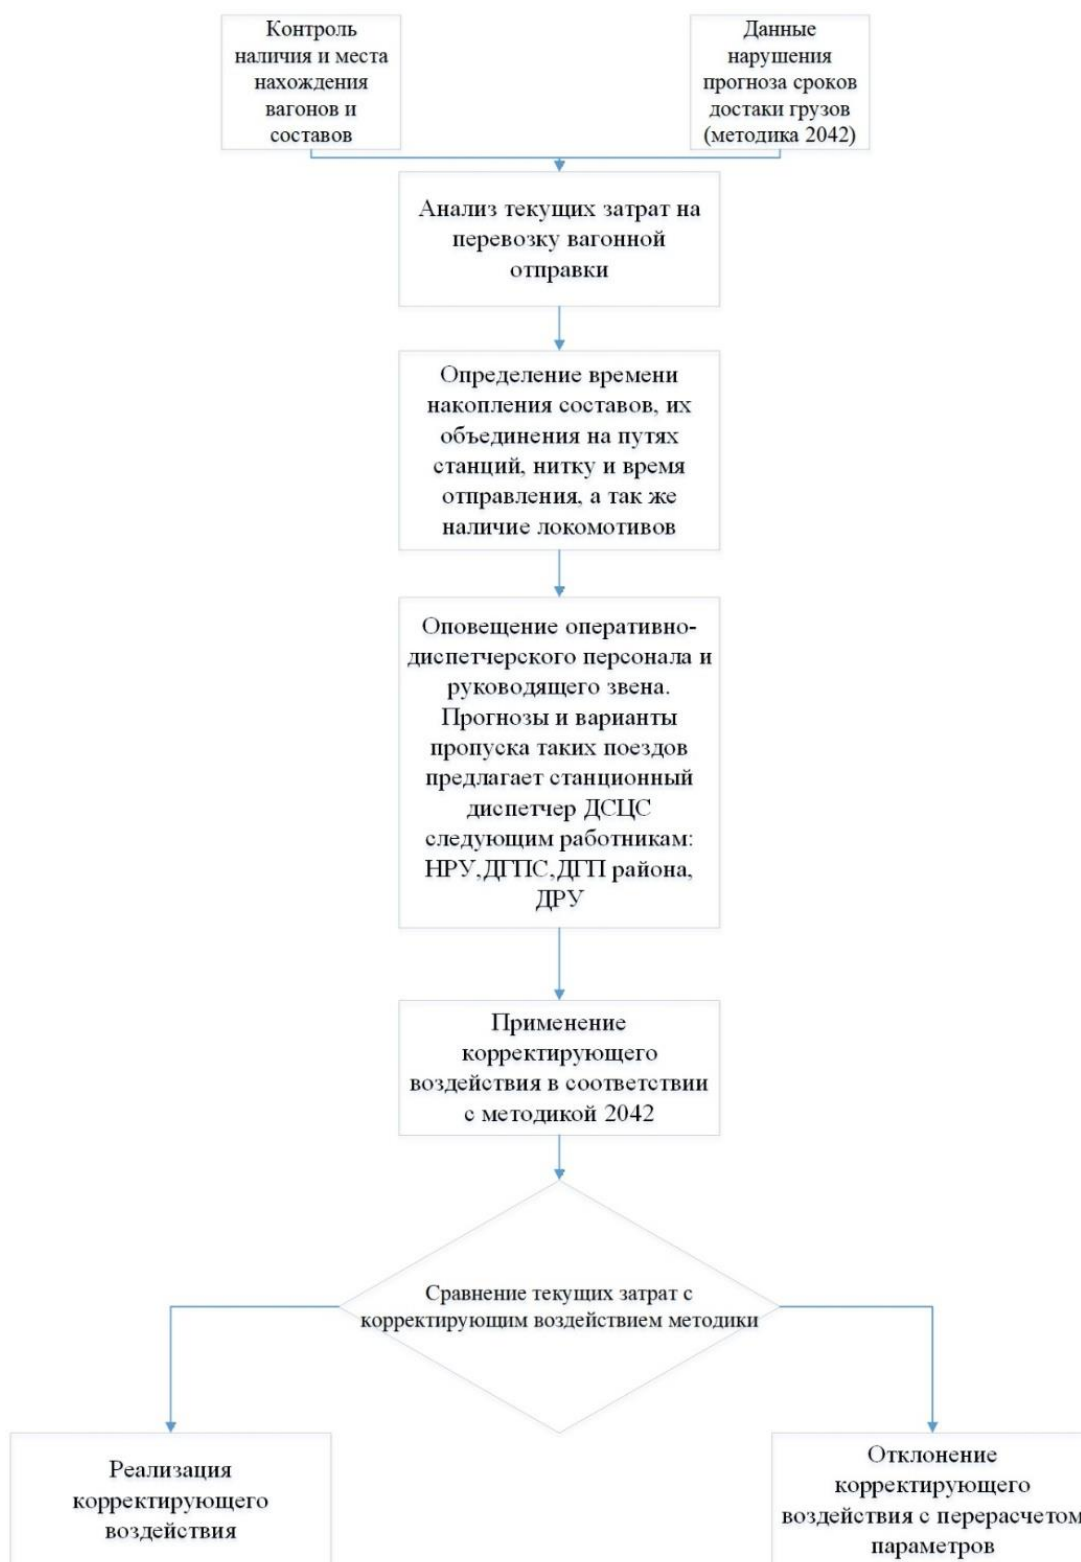 Контроль
наличия и места
нахождения
вагонов и
составов
Данные
нарушения
прогноза сроков
достаки грузов
(методика 2042)
Анализ текущих затрат на
перевозку вагонной
отправки
Определение времени
накопления составов, их
объединения на путях
станций, нитку и время
отправления, а так же
наличие локомотивов
Оповещение оперативно-
диспетчерского персонала и
руководящего звена.
Прогнозы и варианты
пропуска таких поездов
предлагает станционный
диспетчер ДСЦС
следующим работникам:
НРУ,ДГПС,ДГП района,
ДРУ
Применение
корректирующего
воздействия в соответствии
с методикой 2042
Сравнение текущих затрат с
корректирующим воздействием методики
Реализация
корректирующего
воздействия
Отклонение
корректирующего
воздействия с перерасчетом
параметров